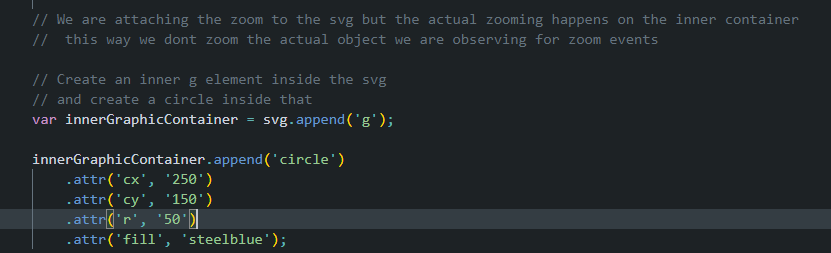 // We are attaching the zoom to the svg but the actual zooming happens on the inner container
//  this way we dont zoom the actual object we are observing for zoom events
// Create an inner g element inside the svg
// and create a circle inside that
var innerGraphicContainer = svg.append('g');
innerGraphicContainer.append('circle')
.attr('cx', '250')
.attr('cy', '150')
.attr('r', '50')
.attr('fill', 'steelblue');